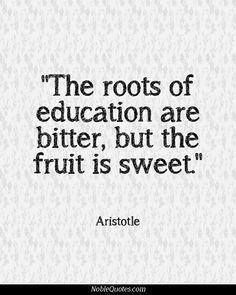 "The roots of
education are
bitter, but the
fruit is sweet."
Aristotle
NobleQuotes.com